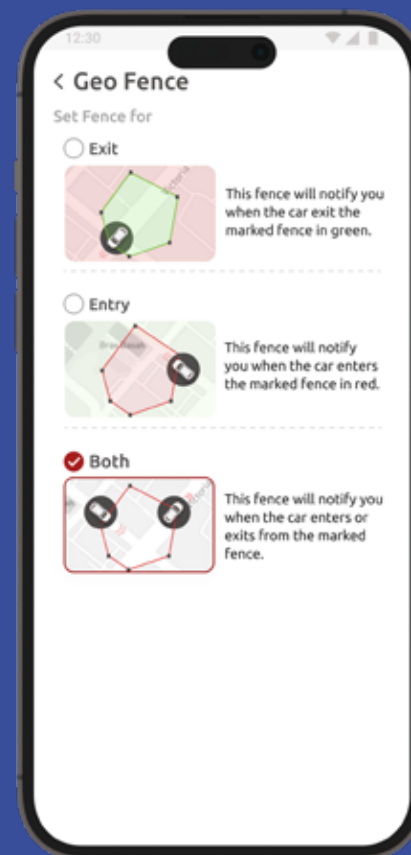 12:30
< Geo Fence
Set Fence for
Exit
This fence will notify you
when the car exit the
marked fence in green.
Entry
This fence will notify
you when the car enters
the marked fence in red.
Both
This fence will notify you
when the car enters or
exits from the marked
fence.